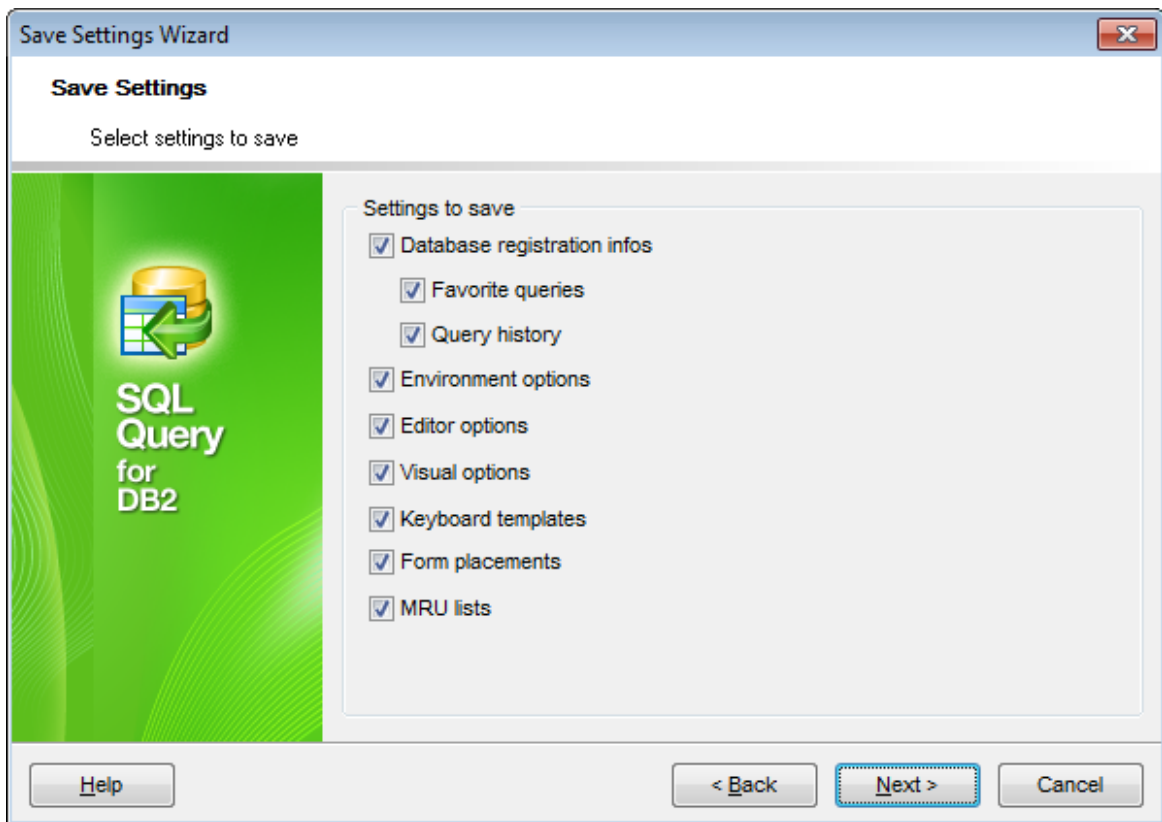 Save Settings Wizard
Save Settings
Select settings to save
SQL
Query
for
DB2
Settings to save
Database registration infos
Favorite queries
Query history
Environment options
Editor options
Visual options
Keyboard templates
Form placements
MRU lists
Help
< Back
Next >
Cancel